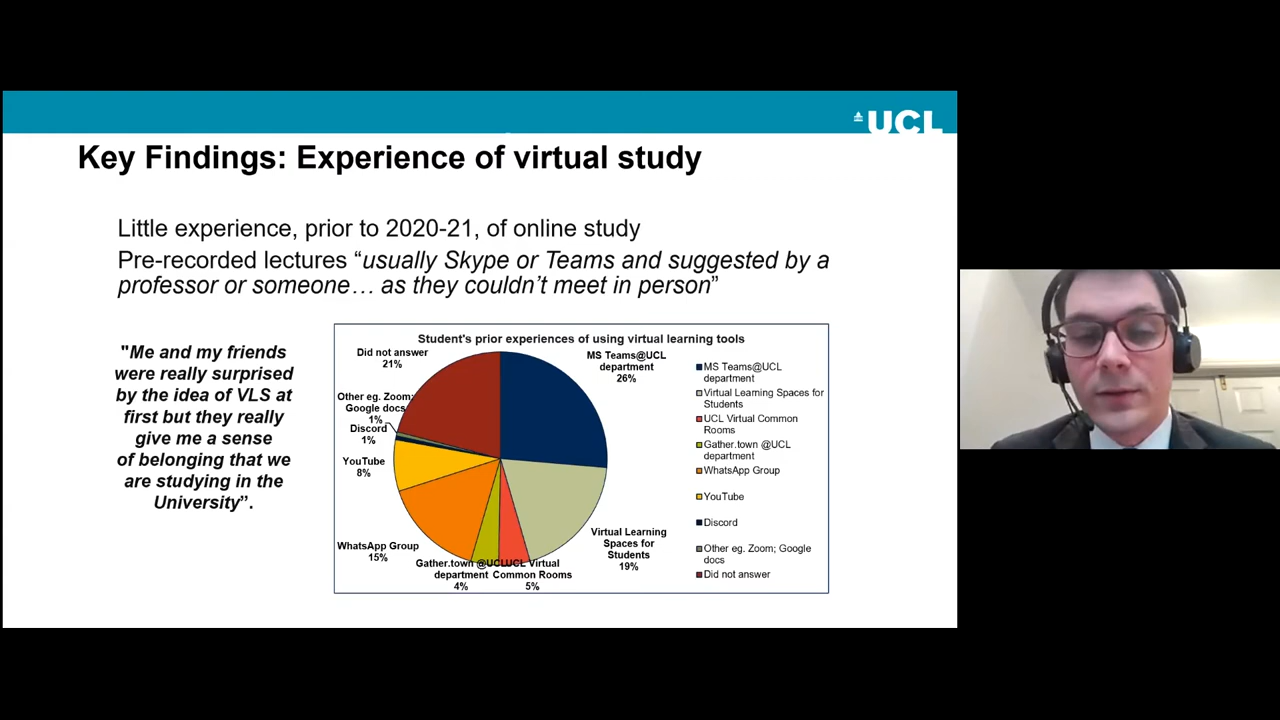 UCL
Key Findings: Experience of virtual study
Little experience, prior to 2020-21, of online study
Pre-recorded lectures “usually Skype or Teams and suggested by a
professor or someone… as they couldn’t meet in person”
"Me and my friends
were really surprised
by the idea of VLS at
first but they really
give me a sense
of belonging that we
are studying in the
University”.
Student's prior experiences of using virtual learning tools
Did not answer
21%
MS Teams@UCL
department
26%
Other eg. Zoom;
Google docs
1%
Discord
1%
YouTube
8%
WhatsApp Group
15%
Gather.town @UCL
department
4%
UCL Virtual
Common Rooms
5%
Virtual Learning
Spaces for
Students
19%
MS Teams@UCL
department
Virtual Learning Spaces for
Students
UCL Virtual Common
Rooms
Gather.town @UCL
department
WhatsApp Group
YouTube
Discord
Other eg. Zoom; Google
docs
Did not answer